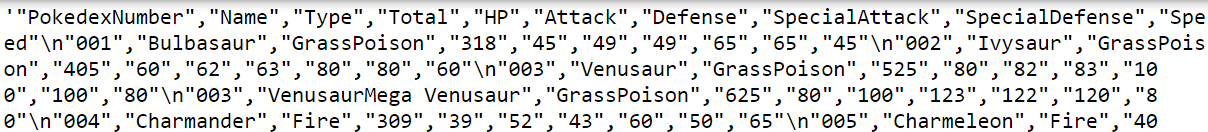 '"PokedexNumber","Name","Type","Total","HP","Attack","Defense","SpecialAttack","SpecialDefense","Spe
ed"\n"001","Bulbasaur","GrassPoison","318","45","49","49","65","65","45"\n"002","Ivysaur","GrassPois
on","405","60","62","63","80","80","60"\n"003","Venusaur","GrassPoison","525","80","82","83","10
0","100","80"\n"003","VenusaurMega Venusaur","GrassPoison","625","80","100","123","122","120","8
0"\n"004","Charmander","Fire","309","39","52","43","60","50","65"\n"005","Charmeleon","Fire","40